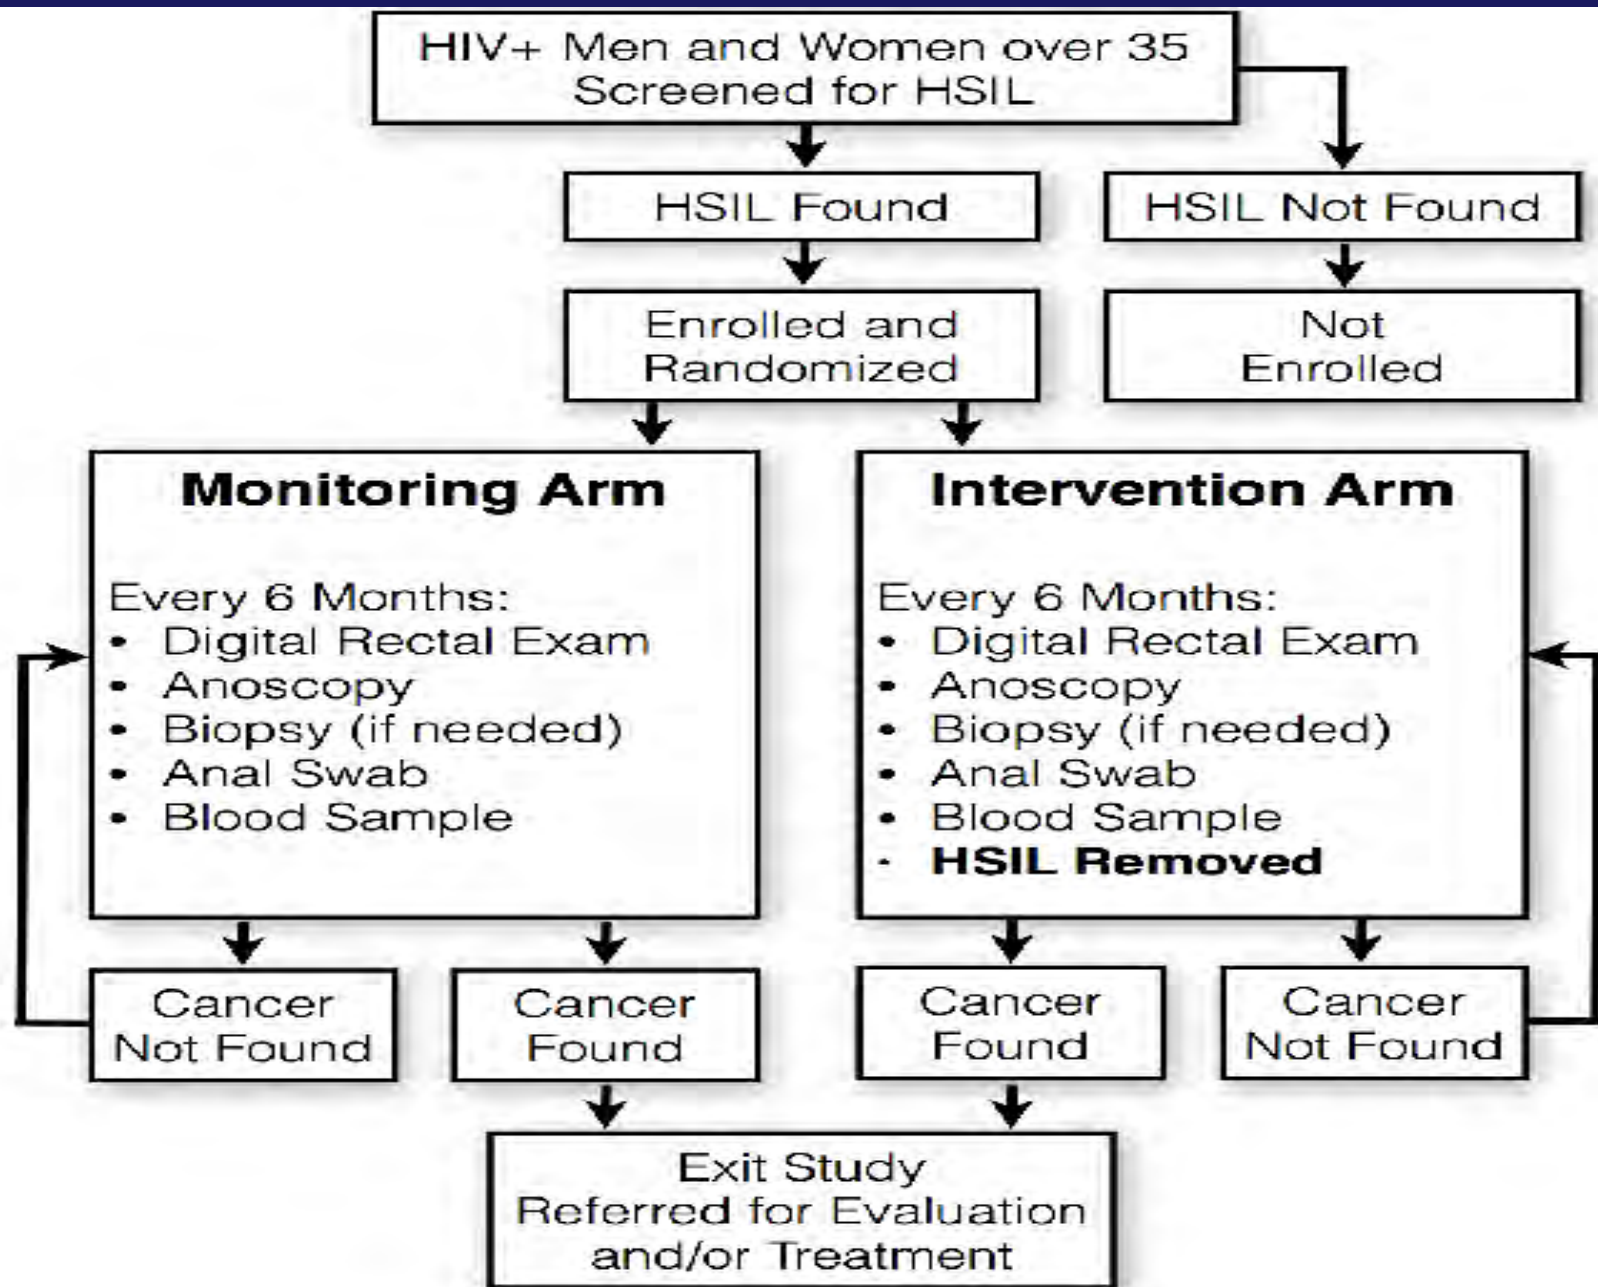 HIV+ Men and Women over 35
Screened for HSIL
HSIL Found
HSIL Not Found
Enrolled and
Randomized
Not
Enrolled
Monitoring Arm
Every 6 Months:
• Digital Rectal Exam
• Anoscopy
• Biopsy (if needed)
• Anal Swab
• Blood Sample
Intervention Arm
Every 6 Months:
• Digital Rectal Exam
• Anoscopy
• Biopsy (if needed)
• Anal Swab
• Blood Sample
• HSIL Removed
Cancer
Not Found
Cancer
Found
Cancer
Found
Cancer
Not Found
Exit Study
Referred for Evaluation
and/or Treatment